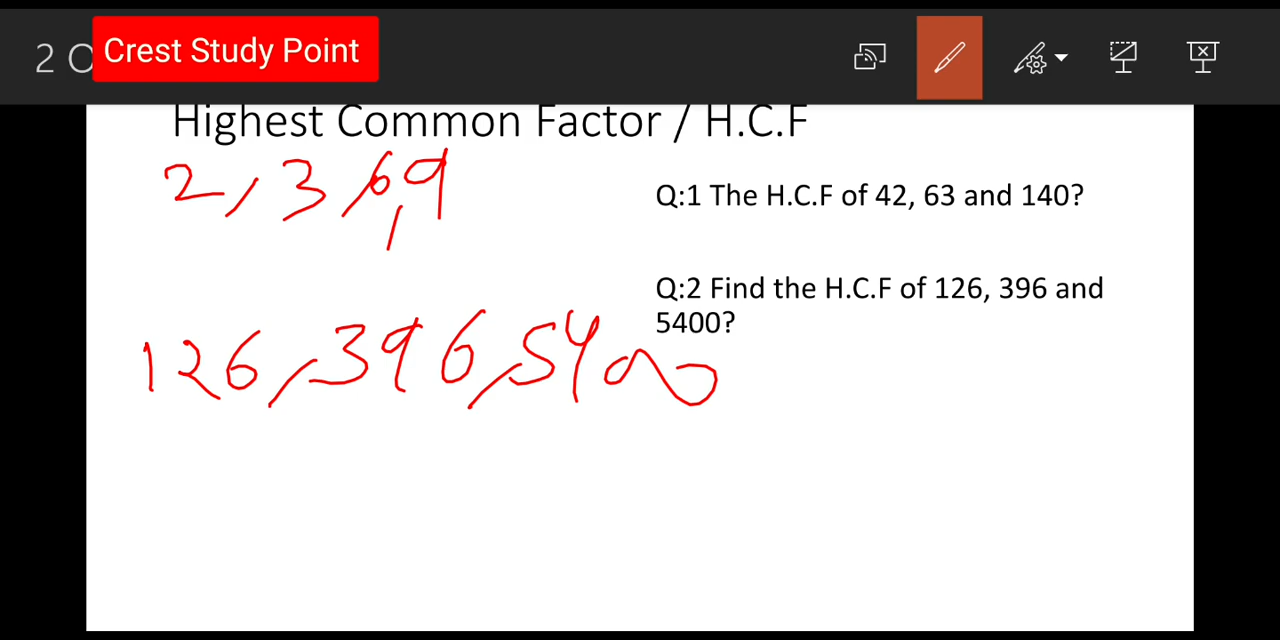 2 O
Crest Study Point
Highest Common Factor / H.C.F
2, 3, 6, 9
Q:1 The H.C.F of 42, 63 and 140?
Q:2 Find the H.C.F of 126, 396 and
5400?
126, 396, 5400